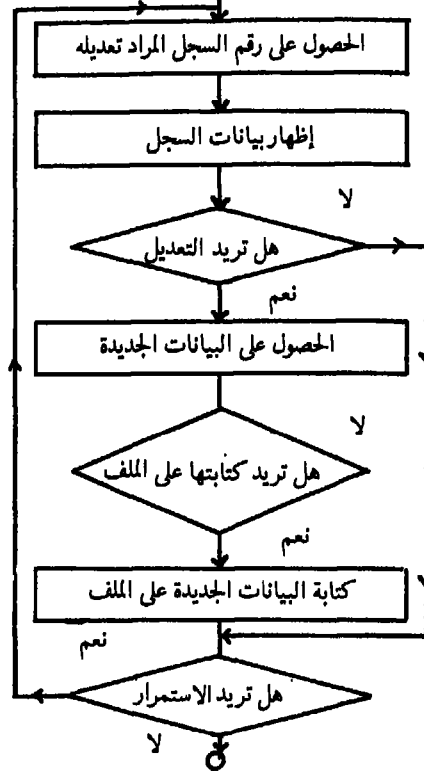 الحصول على رقم السجل المراد تعديله
إظهار بيانات السجل
لا
هل تريد التعديل
نعم
الحصول على البيانات الجديدة
لا
هل تريد كتابتها على الملف
نعم
كتابة البيانات الجديدة على الملف
نعم
هل تريد الاستمرار
لا